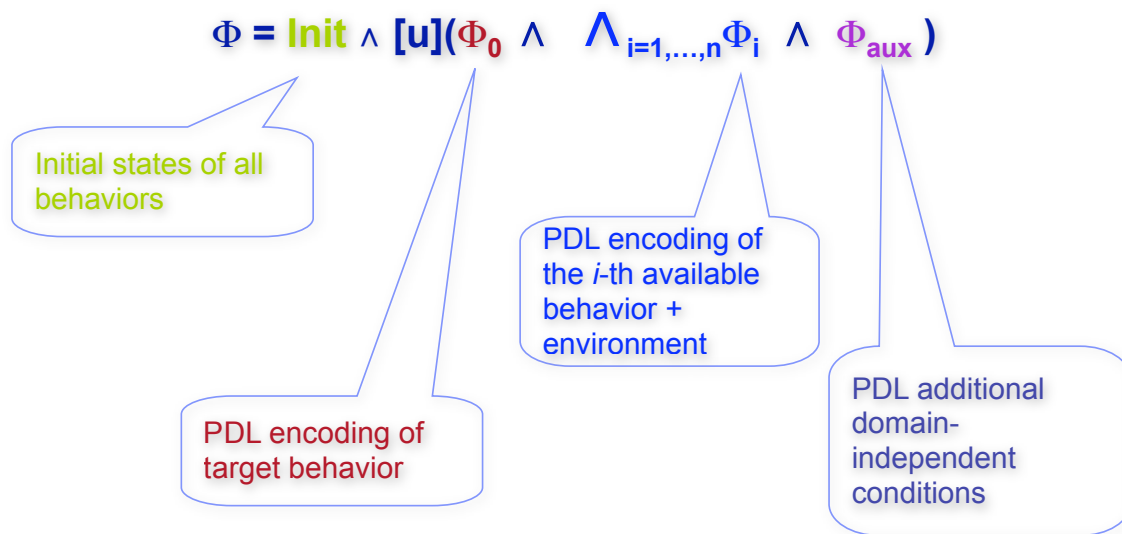 Φ = Init ∧ [u](Φ₀ ∧ Λ i=1,…,nΦi ∧ Φaux )
Initial states of all
behaviors
PDL encoding of
the i-th available
behavior +
environment
PDL encoding of
target behavior
PDL additional
domain-
independent
conditions